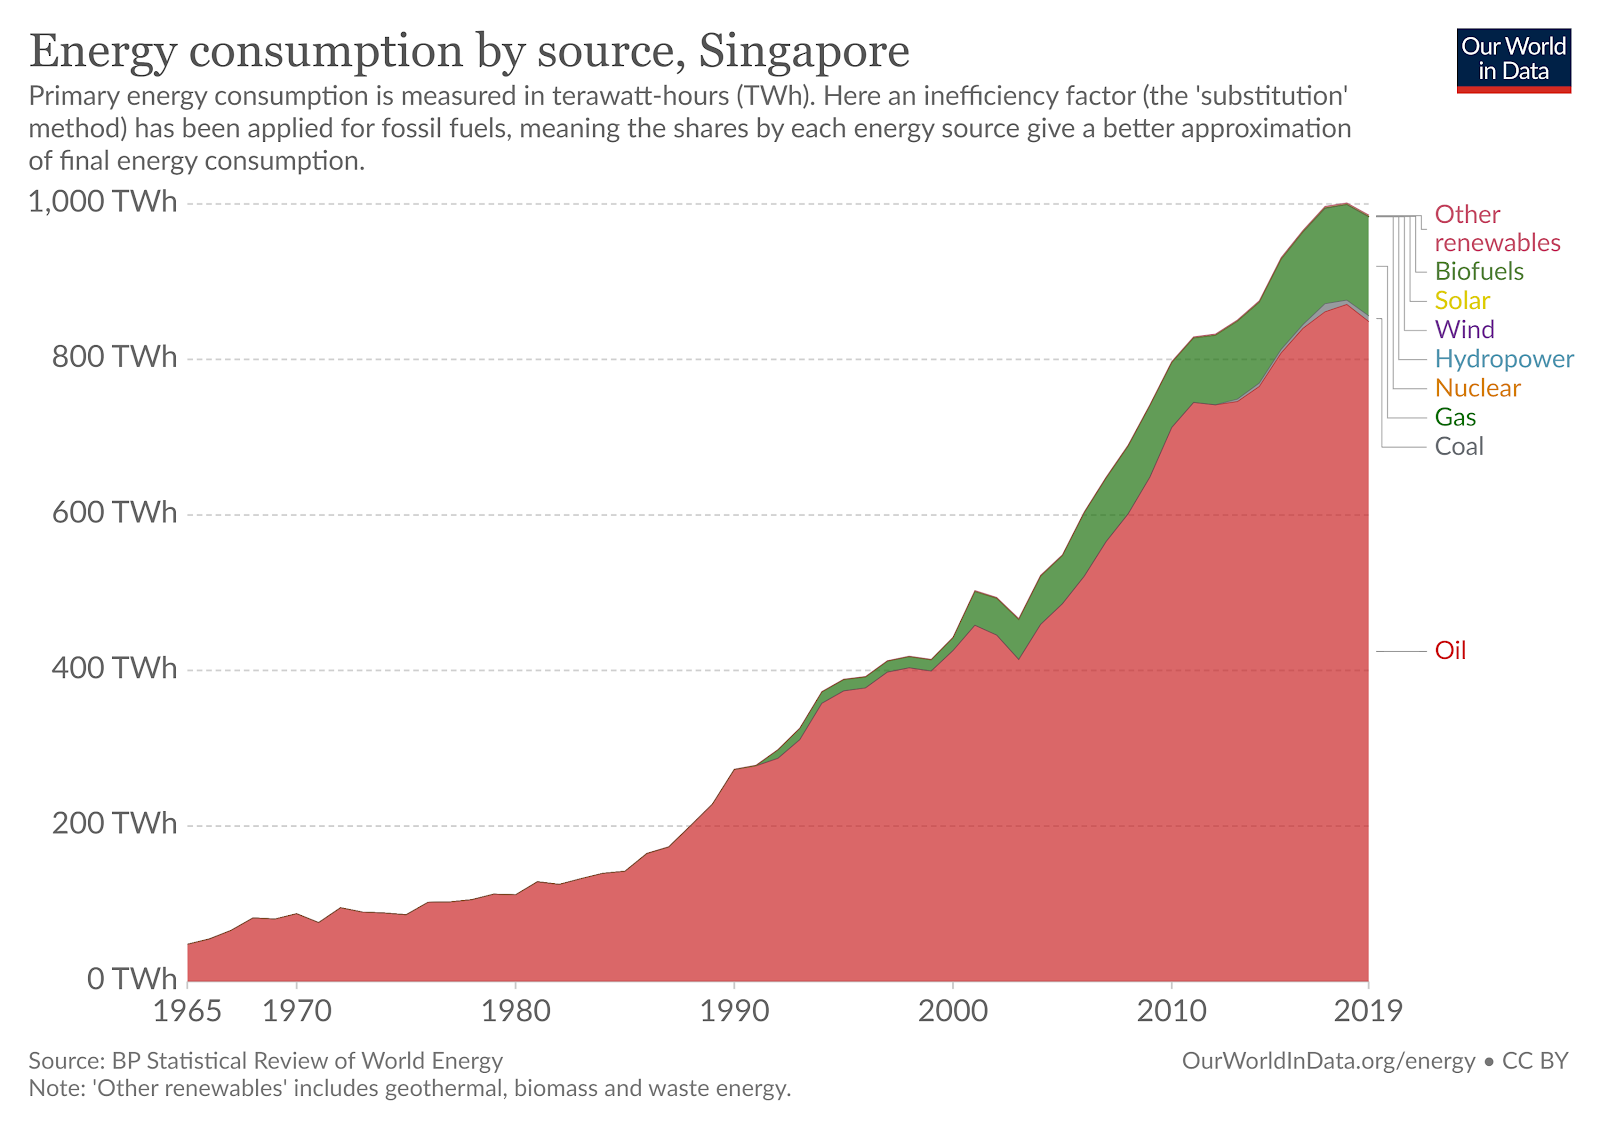 Energy consumption by source, Singapore
Our World
in Data
Primary energy consumption is measured in terawatt-hours (TWh). Here an inefficiency factor (the 'substitution'
method) has been applied for fossil fuels, meaning the shares by each energy source give a better approximation
of final energy consumption.
1,000 TWh
800 TWh
600 TWh
400 TWh
200 TWh
0 TWh
Other
renewables
Biofuels
Solar
Wind
Hydropower
Nuclear
Gas
Coal
Oil
1965 1970 1980 1990 2000 2010 2019
Source: BP Statistical Review of World Energy
OurWorldInData.org/energy • CC BY
Note: 'Other renewables' includes geothermal, biomass and waste energy.